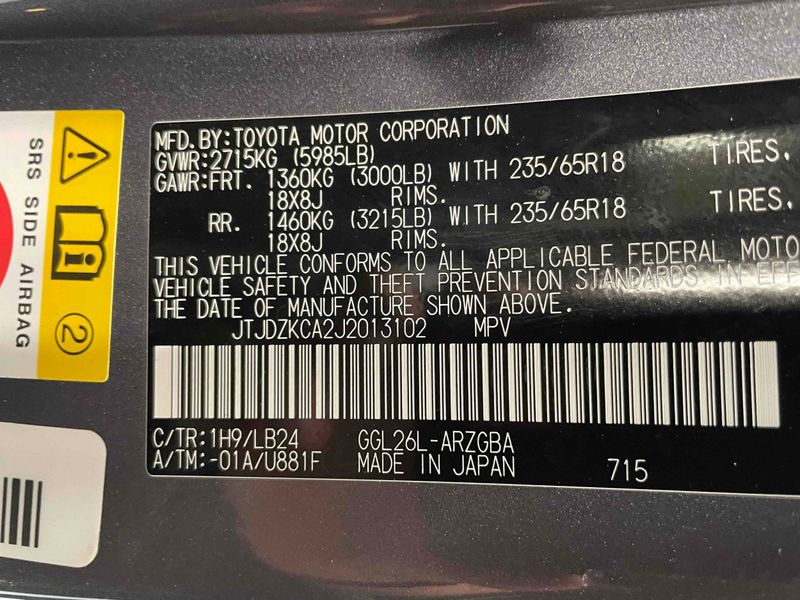 MFD.BY:TOYOTA MOTOR CORPORATION
GVWR:2715KG (5985LB)
GAWR:FRT. 1360KG (3000LB) WITH 235/65R18 TIRES.
18X8J RIMS.
RR. 1460KG (3215LB) WITH 235/65R18 TIRES.
18X8J RIMS.
THIS VEHICLE CONFORMS TO ALL APPLICABLE FEDERAL MOTO
VEHICLE SAFETY AND THEFT PREVENTION STANDARDS IN EFFE
THE DATE OF MANUFACTURE SHOWN ABOVE.
JTJDZKCA2J2013102 MPV
C/TR:1H9/LB24 GGL26L-ARZGBA
A/TM:-01A/U881F MADE IN JAPAN 715
SRS SIDE AIRBAG
2